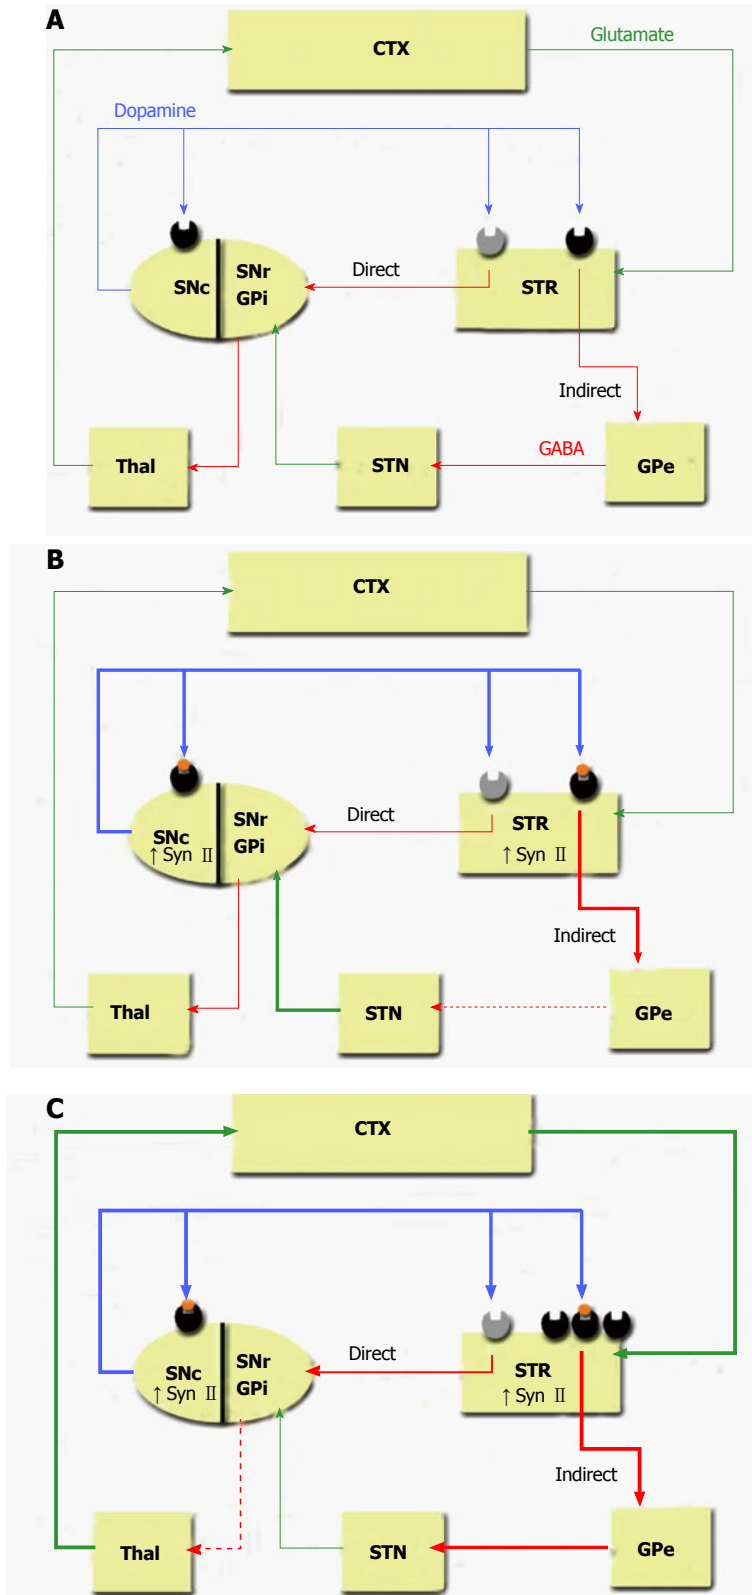 A
CTX
Glutamate
Dopamine
SNc
SNr
GPi
Direct
STR
Indirect
Thal
STN
GABA
GPe
B
CTX
SNc
↑ Syn Ⅱ
SNr
GPi
Direct
STR
↑ Syn Ⅱ
Indirect
Thal
STN
GPe
C
CTX
SNc
↑ Syn Ⅱ
SNr
GPi
Direct
STR
↑ Syn Ⅱ
Indirect
Thal
STN
GPe